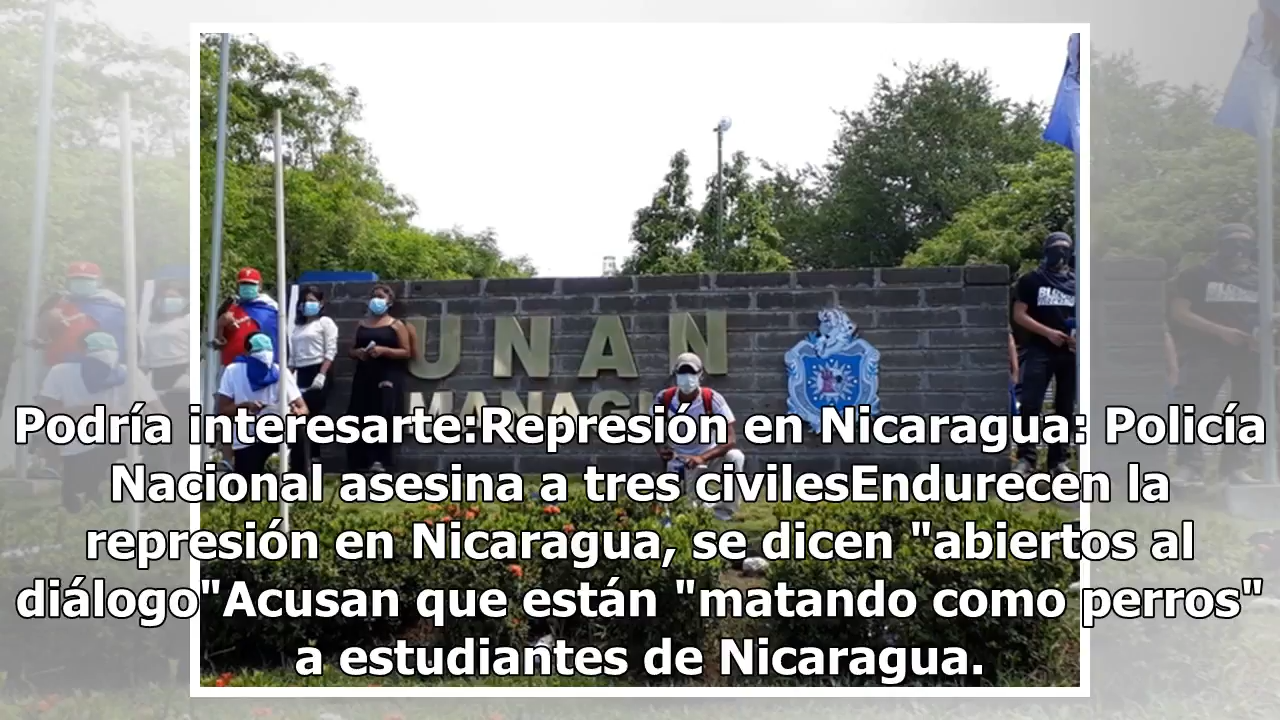 UNAN
MANAGUA
Podría interesarte:Represión en Nicaragua: Policía
Nacional asesina a tres civilesEndurecen la
represión en Nicaragua, se dicen "abiertos al
diálogo"Acusan que están "matando como perros"
a estudiantes de Nicaragua.